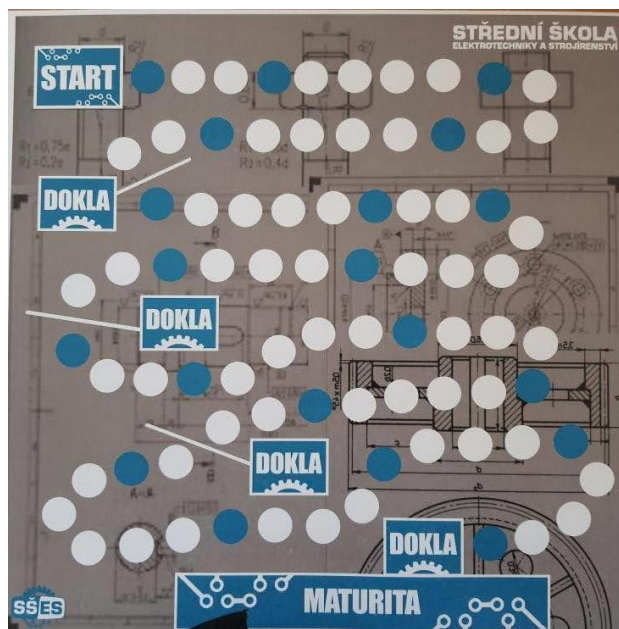 STŘEDNÍ ŠKOLA
ELEKTROTECHNIKY A STROJÍRENSTVÍ
START
DOKLA
DOKLA
DOKLA
DOKLA
MATURITA
SŠES